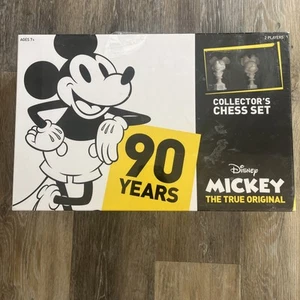 AGES 7+
2 PLAYERS
COLLECTOR'S
CHESS SET
90
YEARS
Disney
MICKEY
THE TRUE ORIGINAL